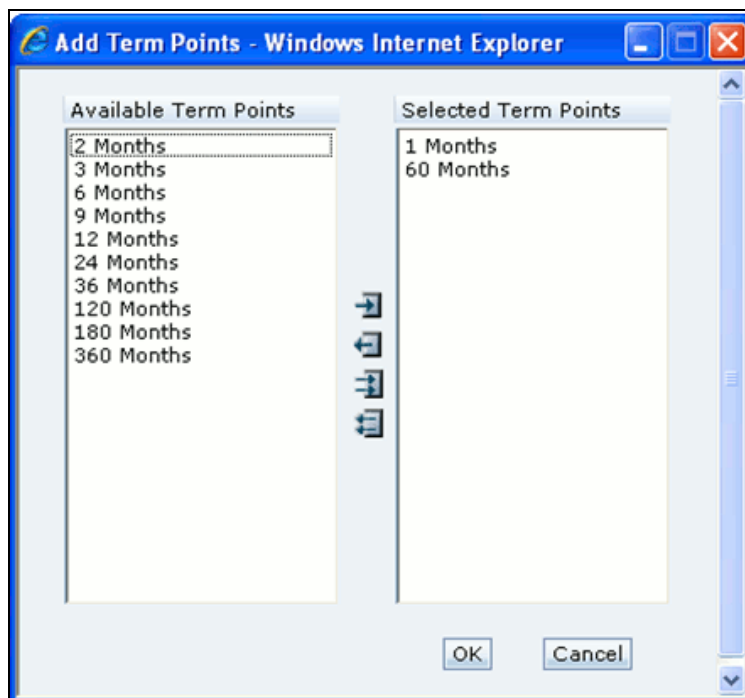 Add Term Points - Windows Internet Explorer
Available Term Points
2 Months
3 Months
6 Months
9 Months
12 Months
24 Months
36 Months
120 Months
180 Months
360 Months
Selected Term Points
1 Months
60 Months
OK
Cancel